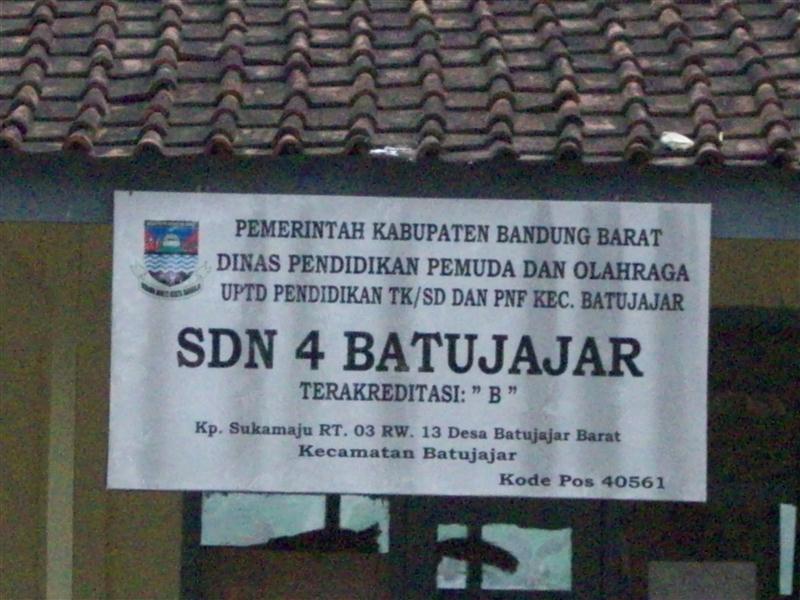 PEMERINTAH KABUPATEN BANDUNG BARAT
DINAS PENDIDIKAN PEMUDA DAN OLAHRAGA
UPTD PENDIDIKAN TK/SD DAN PNF KEC. BATUJAJAR
SDN 4 BATUJAJAR
TERAKREDITASI: " B "
Kp. Sukamaju RT. 03 RW. 13 Desa Batujajar Barat
Kecamatan Batujajar
Kode Pos 40561